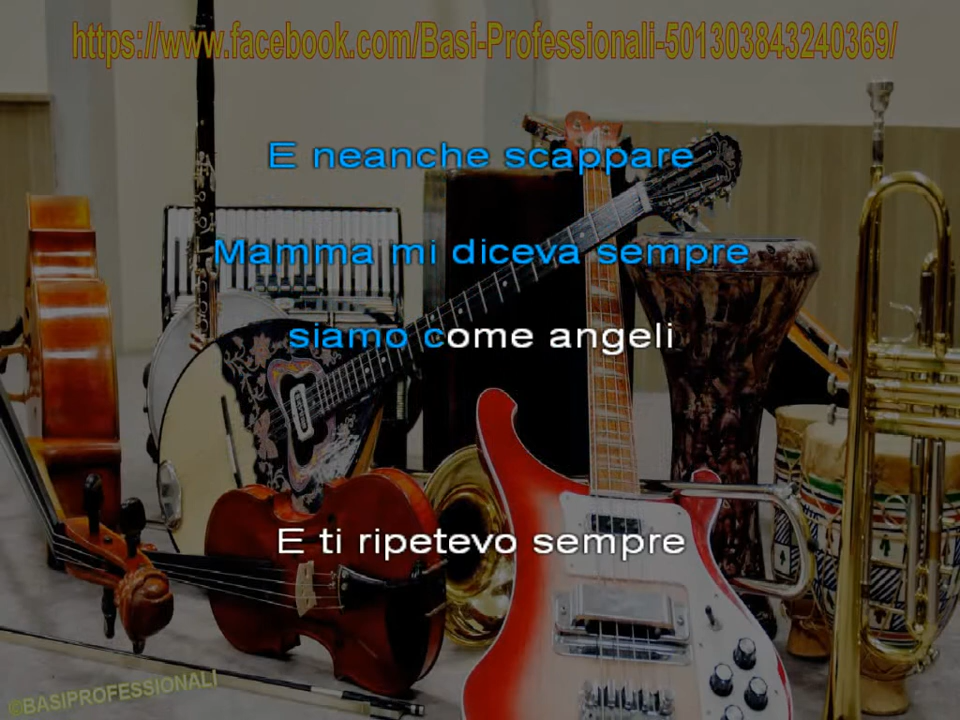 https://www.facebook.com/Basi-Professionali-501303843240369/
E neanche scappare
Mamma mi diceva sempre
siamo come angeli
E ti ripetevo sempre
©BASIPROFESSIONALI